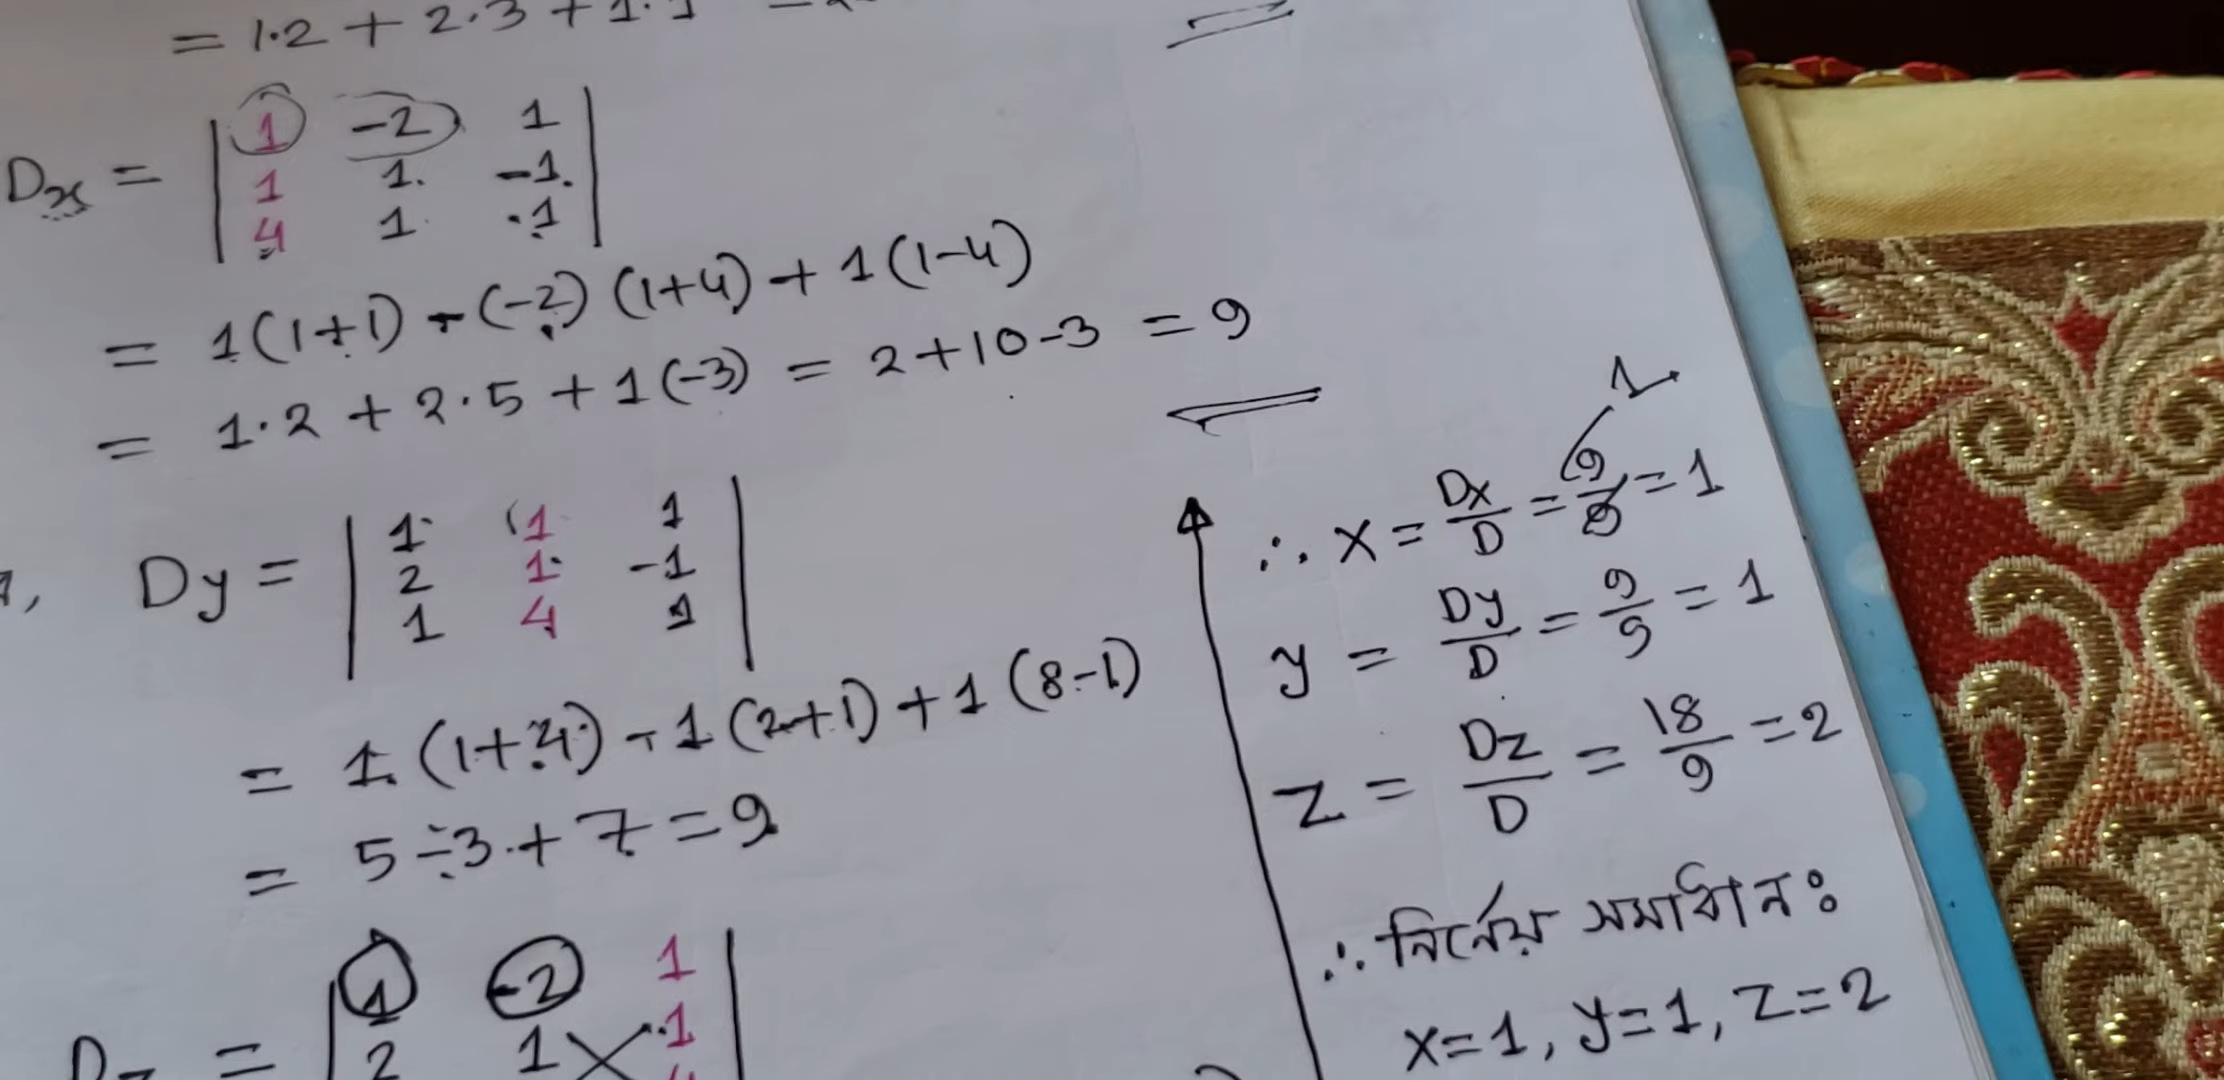 = 1·2 + 2·3 + 1·1
Dx = | 1 -2 1 |
| 1 1 -1 |
| 4 1 1 |
= 1(1+1) - (-2) (1+4) + 1(1-4)
= 1·2 + 2·5 + 1(-3) = 2+10-3 = 9
Dy = | 1 1 1 |
| 2 1 -1 |
| 1 4 1 |
= 1 (1+4) - 1 (2+1) + 1 (8-1)
= 5 - 3 + 7 = 9
| 1 -2 1 |
= | 2 1 1 |
1
∴ x = Dx/D = 9/9 = 1
y = Dy/D = 9/9 = 1
z = Dz/D = 18/9 = 2
∴ নির্ণেয় সমাধানঃ
x=1, y=1, z=2